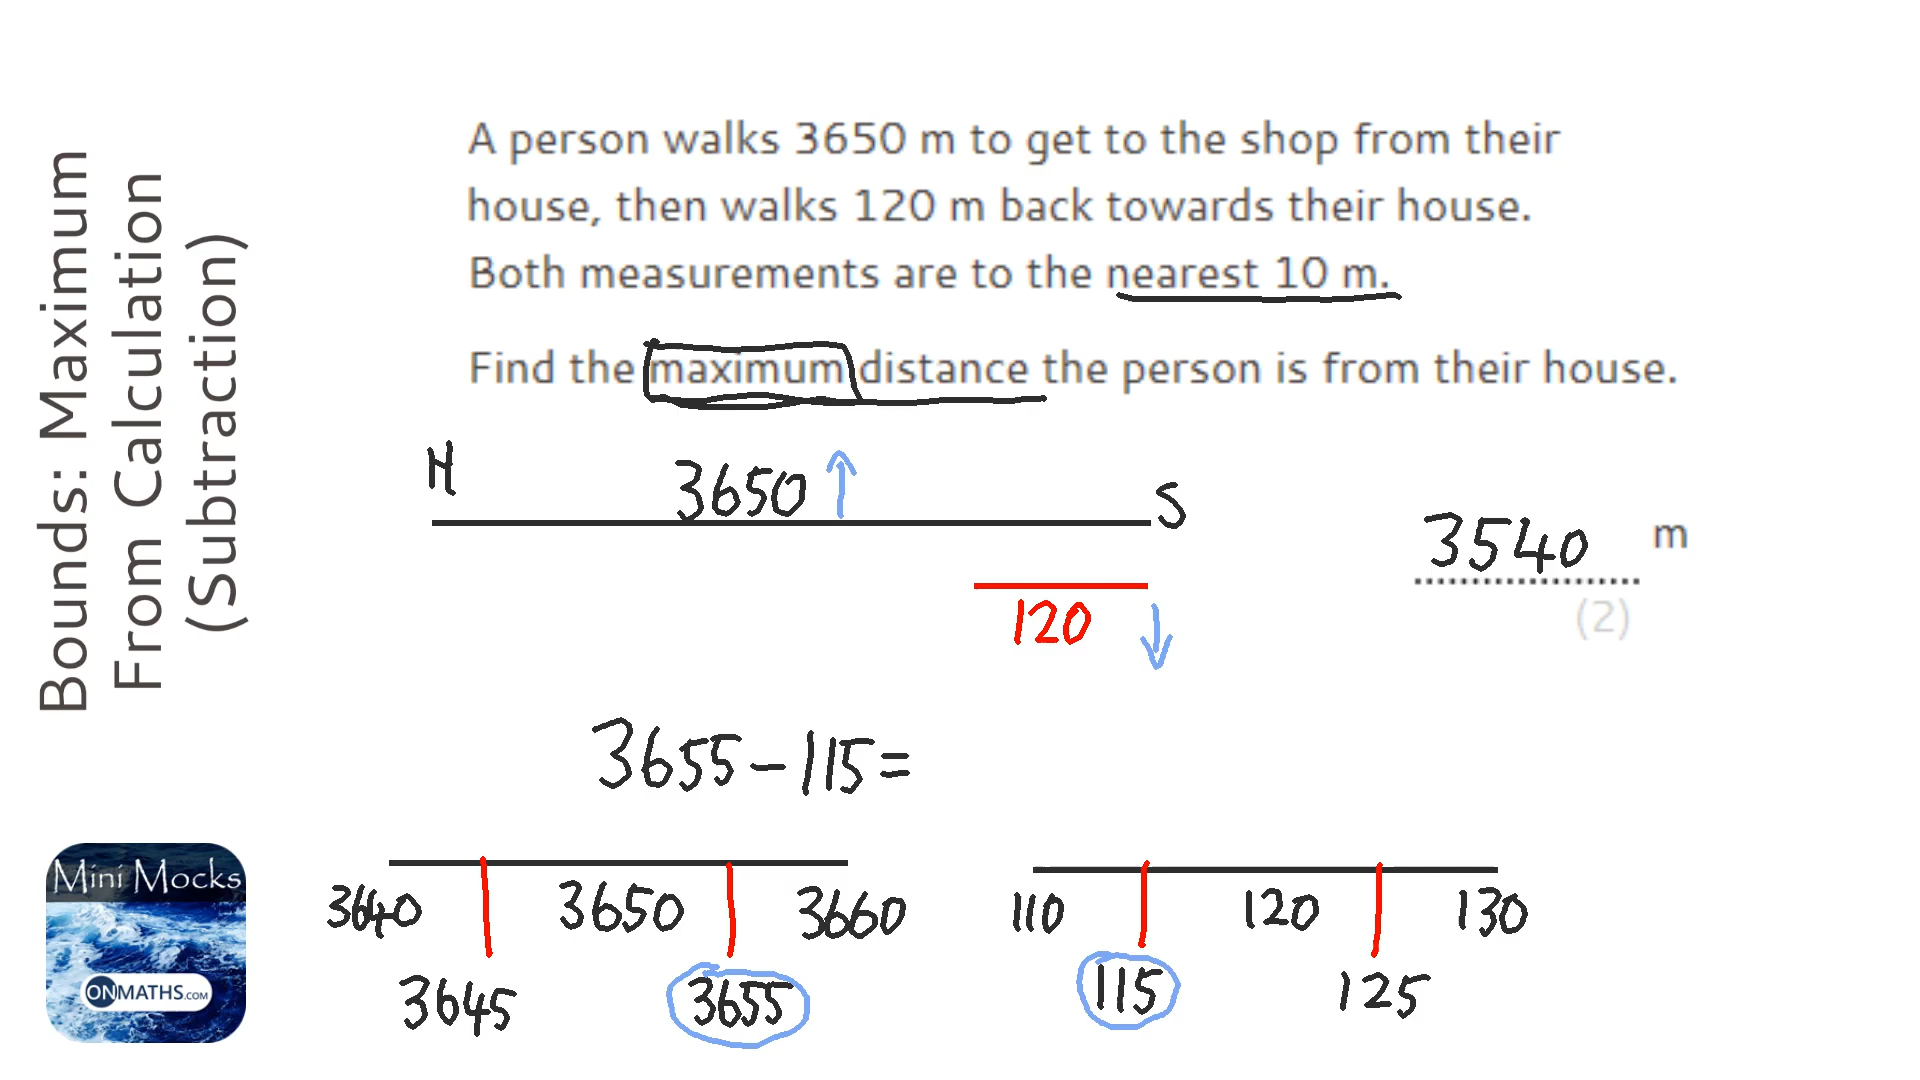 Bounds: Maximum
From Calculation
(Subtraction)
A person walks 3650 m to get to the shop from their
house, then walks 120 m back towards their house.
Both measurements are to the nearest 10 m.
Find the maximum distance the person is from their house.
H 3650 S
120
3540 m
(2)
3655 - 115 =
3640 3650 3660
3645 3655
110 120 130
115 125
Mini Mocks
ONMATHS.COM